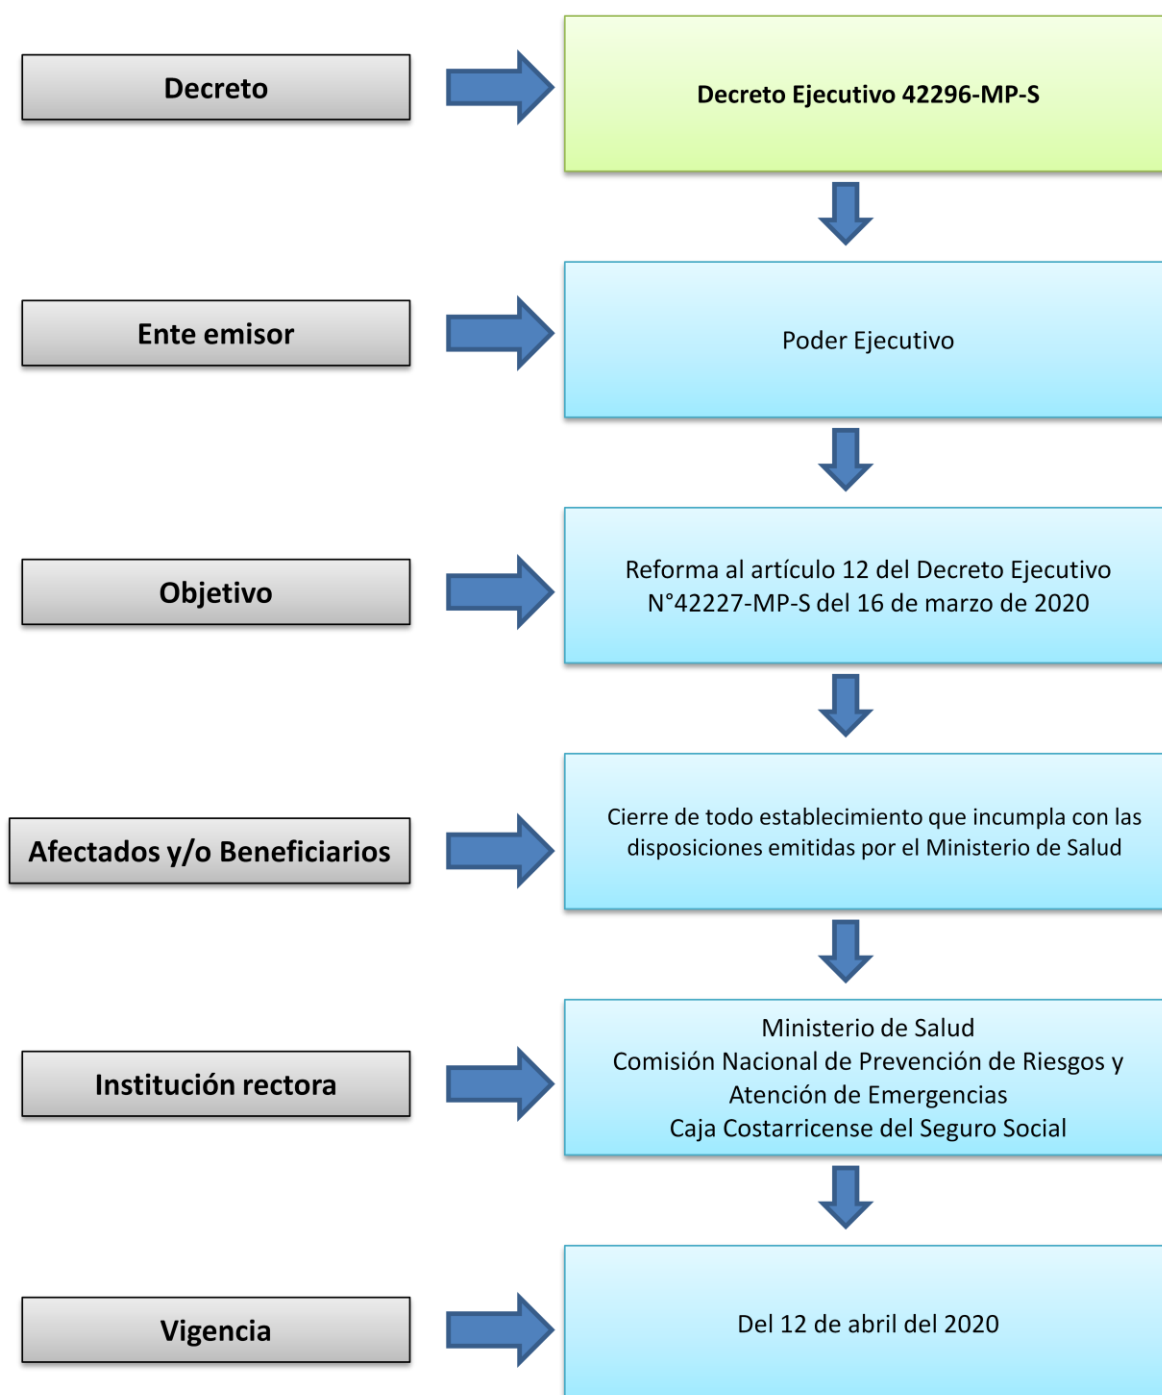 Decreto
Decreto Ejecutivo 42296-MP-S
Ente emisor
Poder Ejecutivo
Objetivo
Reforma al artículo 12 del Decreto Ejecutivo
N°42227-MP-S del 16 de marzo de 2020
Afectados y/o Beneficiarios
Cierre de todo establecimiento que incumpla con las
disposiciones emitidas por el Ministerio de Salud
Institución rectora
Ministerio de Salud
Comisión Nacional de Prevención de Riesgos y
Atención de Emergencias
Caja Costarricense del Seguro Social
Vigencia
Del 12 de abril del 2020